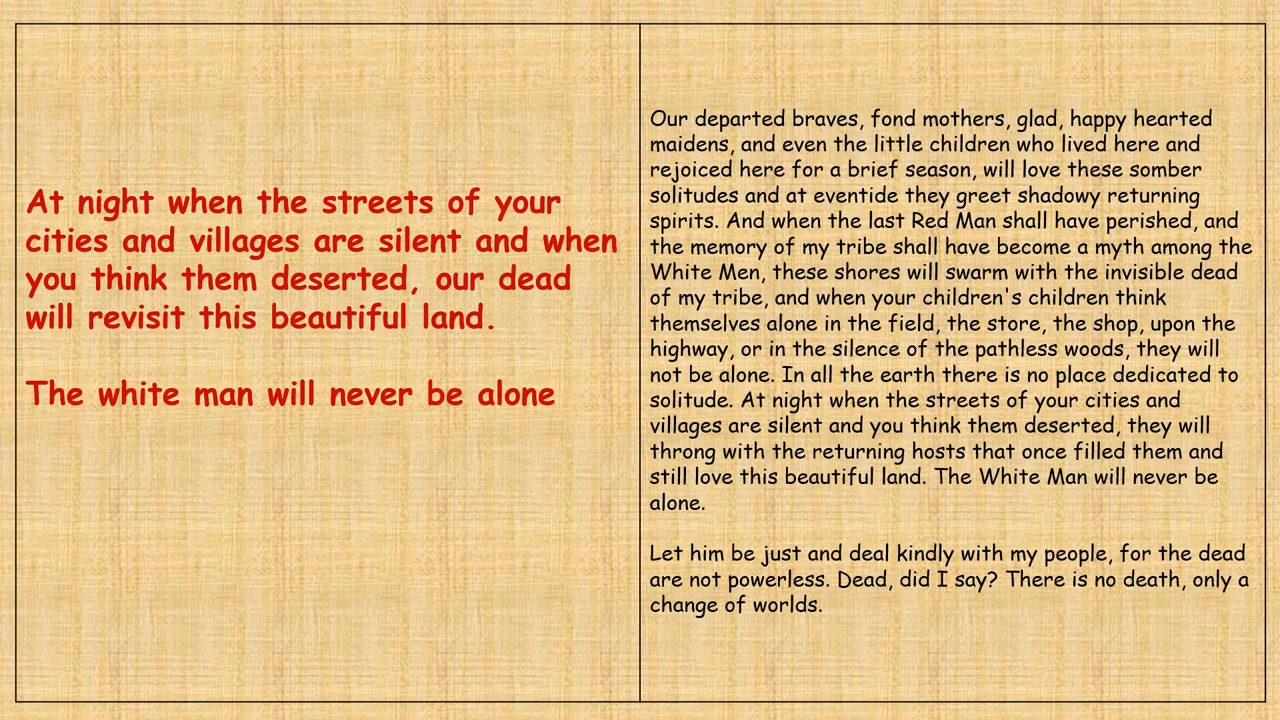 At night when the streets of your
cities and villages are silent and when
you think them deserted, our dead
will revisit this beautiful land.
The white man will never be alone
Our departed braves, fond mothers, glad, happy hearted
maidens, and even the little children who lived here and
rejoiced here for a brief season, will love these somber
solitudes and at eventide they greet shadowy returning
spirits. And when the last Red Man shall have perished, and
the memory of my tribe shall have become a myth among the
White Men, these shores will swarm with the invisible dead
of my tribe, and when your children's children think
themselves alone in the field, the store, the shop, upon the
highway, or in the silence of the pathless woods, they will
not be alone. In all the earth there is no place dedicated to
solitude. At night when the streets of your cities and
villages are silent and you think them deserted, they will
throng with the returning hosts that once filled them and
still love this beautiful land. The White Man will never be
alone.
Let him be just and deal kindly with my people, for the dead
are not powerless. Dead, did I say? There is no death, only a
change of worlds.